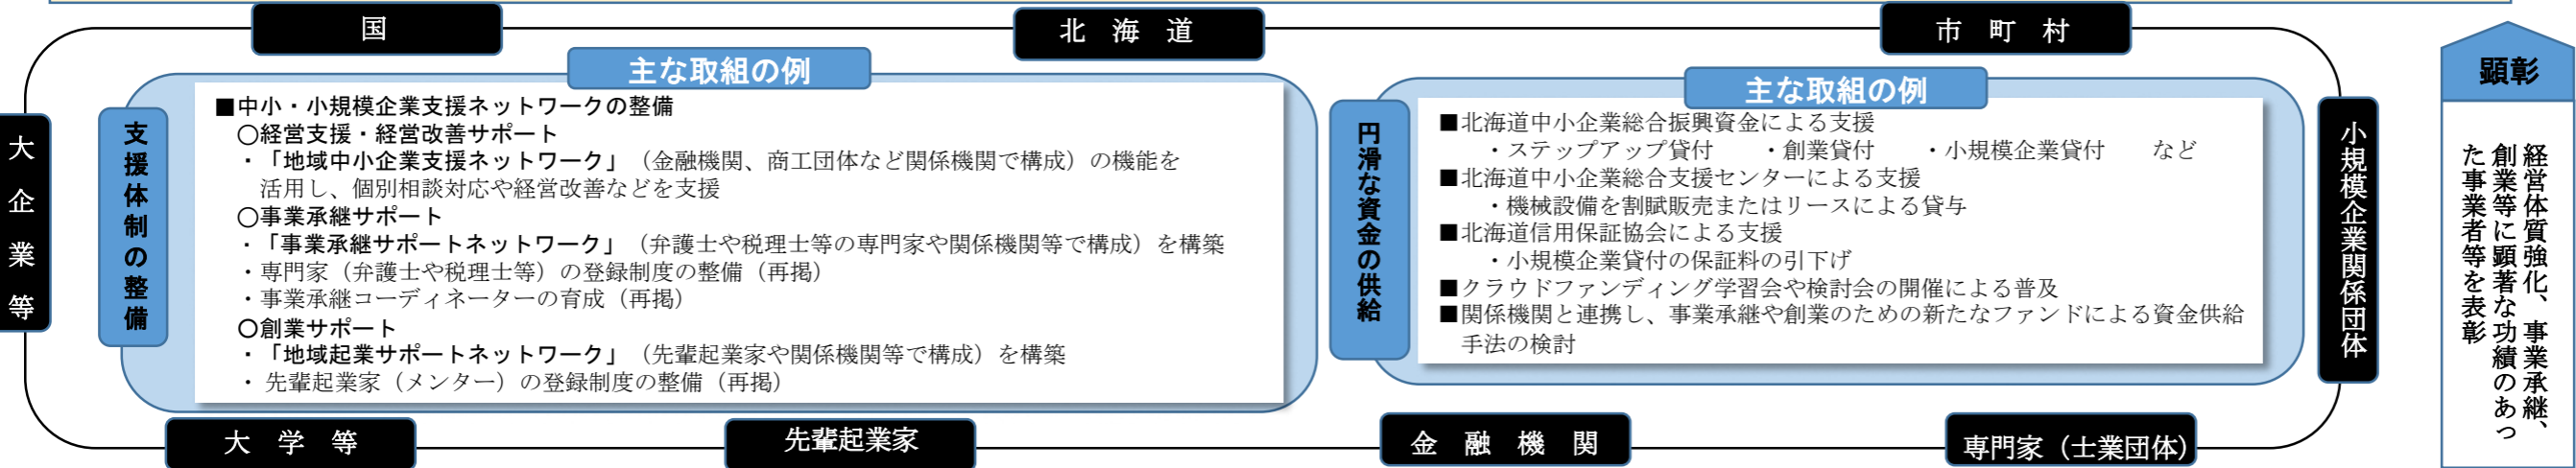 国
北 海 道
市 町 村
大企業等
支援体制の整備
主な取組の例
■中小・小規模企業支援ネットワークの整備
○経営支援・経営改善サポート
・「地域中小企業支援ネットワーク」（金融機関、商工団体など関係機関で構成）の機能を
活用し、個別相談対応や経営改善などを支援
○事業承継サポート
・「事業承継サポートネットワーク」（弁護士や税理士等の専門家や関係機関等で構成）を構築
・専門家（弁護士や税理士等）の登録制度の整備（再掲）
・事業承継コーディネーターの育成（再掲）
○創業サポート
・「地域起業サポートネットワーク」（先輩起業家や関係機関等で構成）を構築
・ 先輩起業家（メンター）の登録制度の整備（再掲）
円滑な資金の供給
主な取組の例
■北海道中小企業総合振興資金による支援
・ステップアップ貸付 ・創業貸付 ・小規模企業貸付 など
■北海道中小企業総合支援センターによる支援
・機械設備を割賦販売またはリースによる貸与
■北海道信用保証協会による支援
・小規模企業貸付の保証料の引下げ
■クラウドファンディング学習会や検討会の開催による普及
■関係機関と連携し、事業承継や創業のための新たなファンドによる資金供給
手法の検討
小規模企業関係団体
大 学 等
先輩起業家
金 融 機 関
専門家（士業団体）
顕彰
経営体質強化、事業承継、
創業等に顕著な功績のあっ
た事業者等を表彰